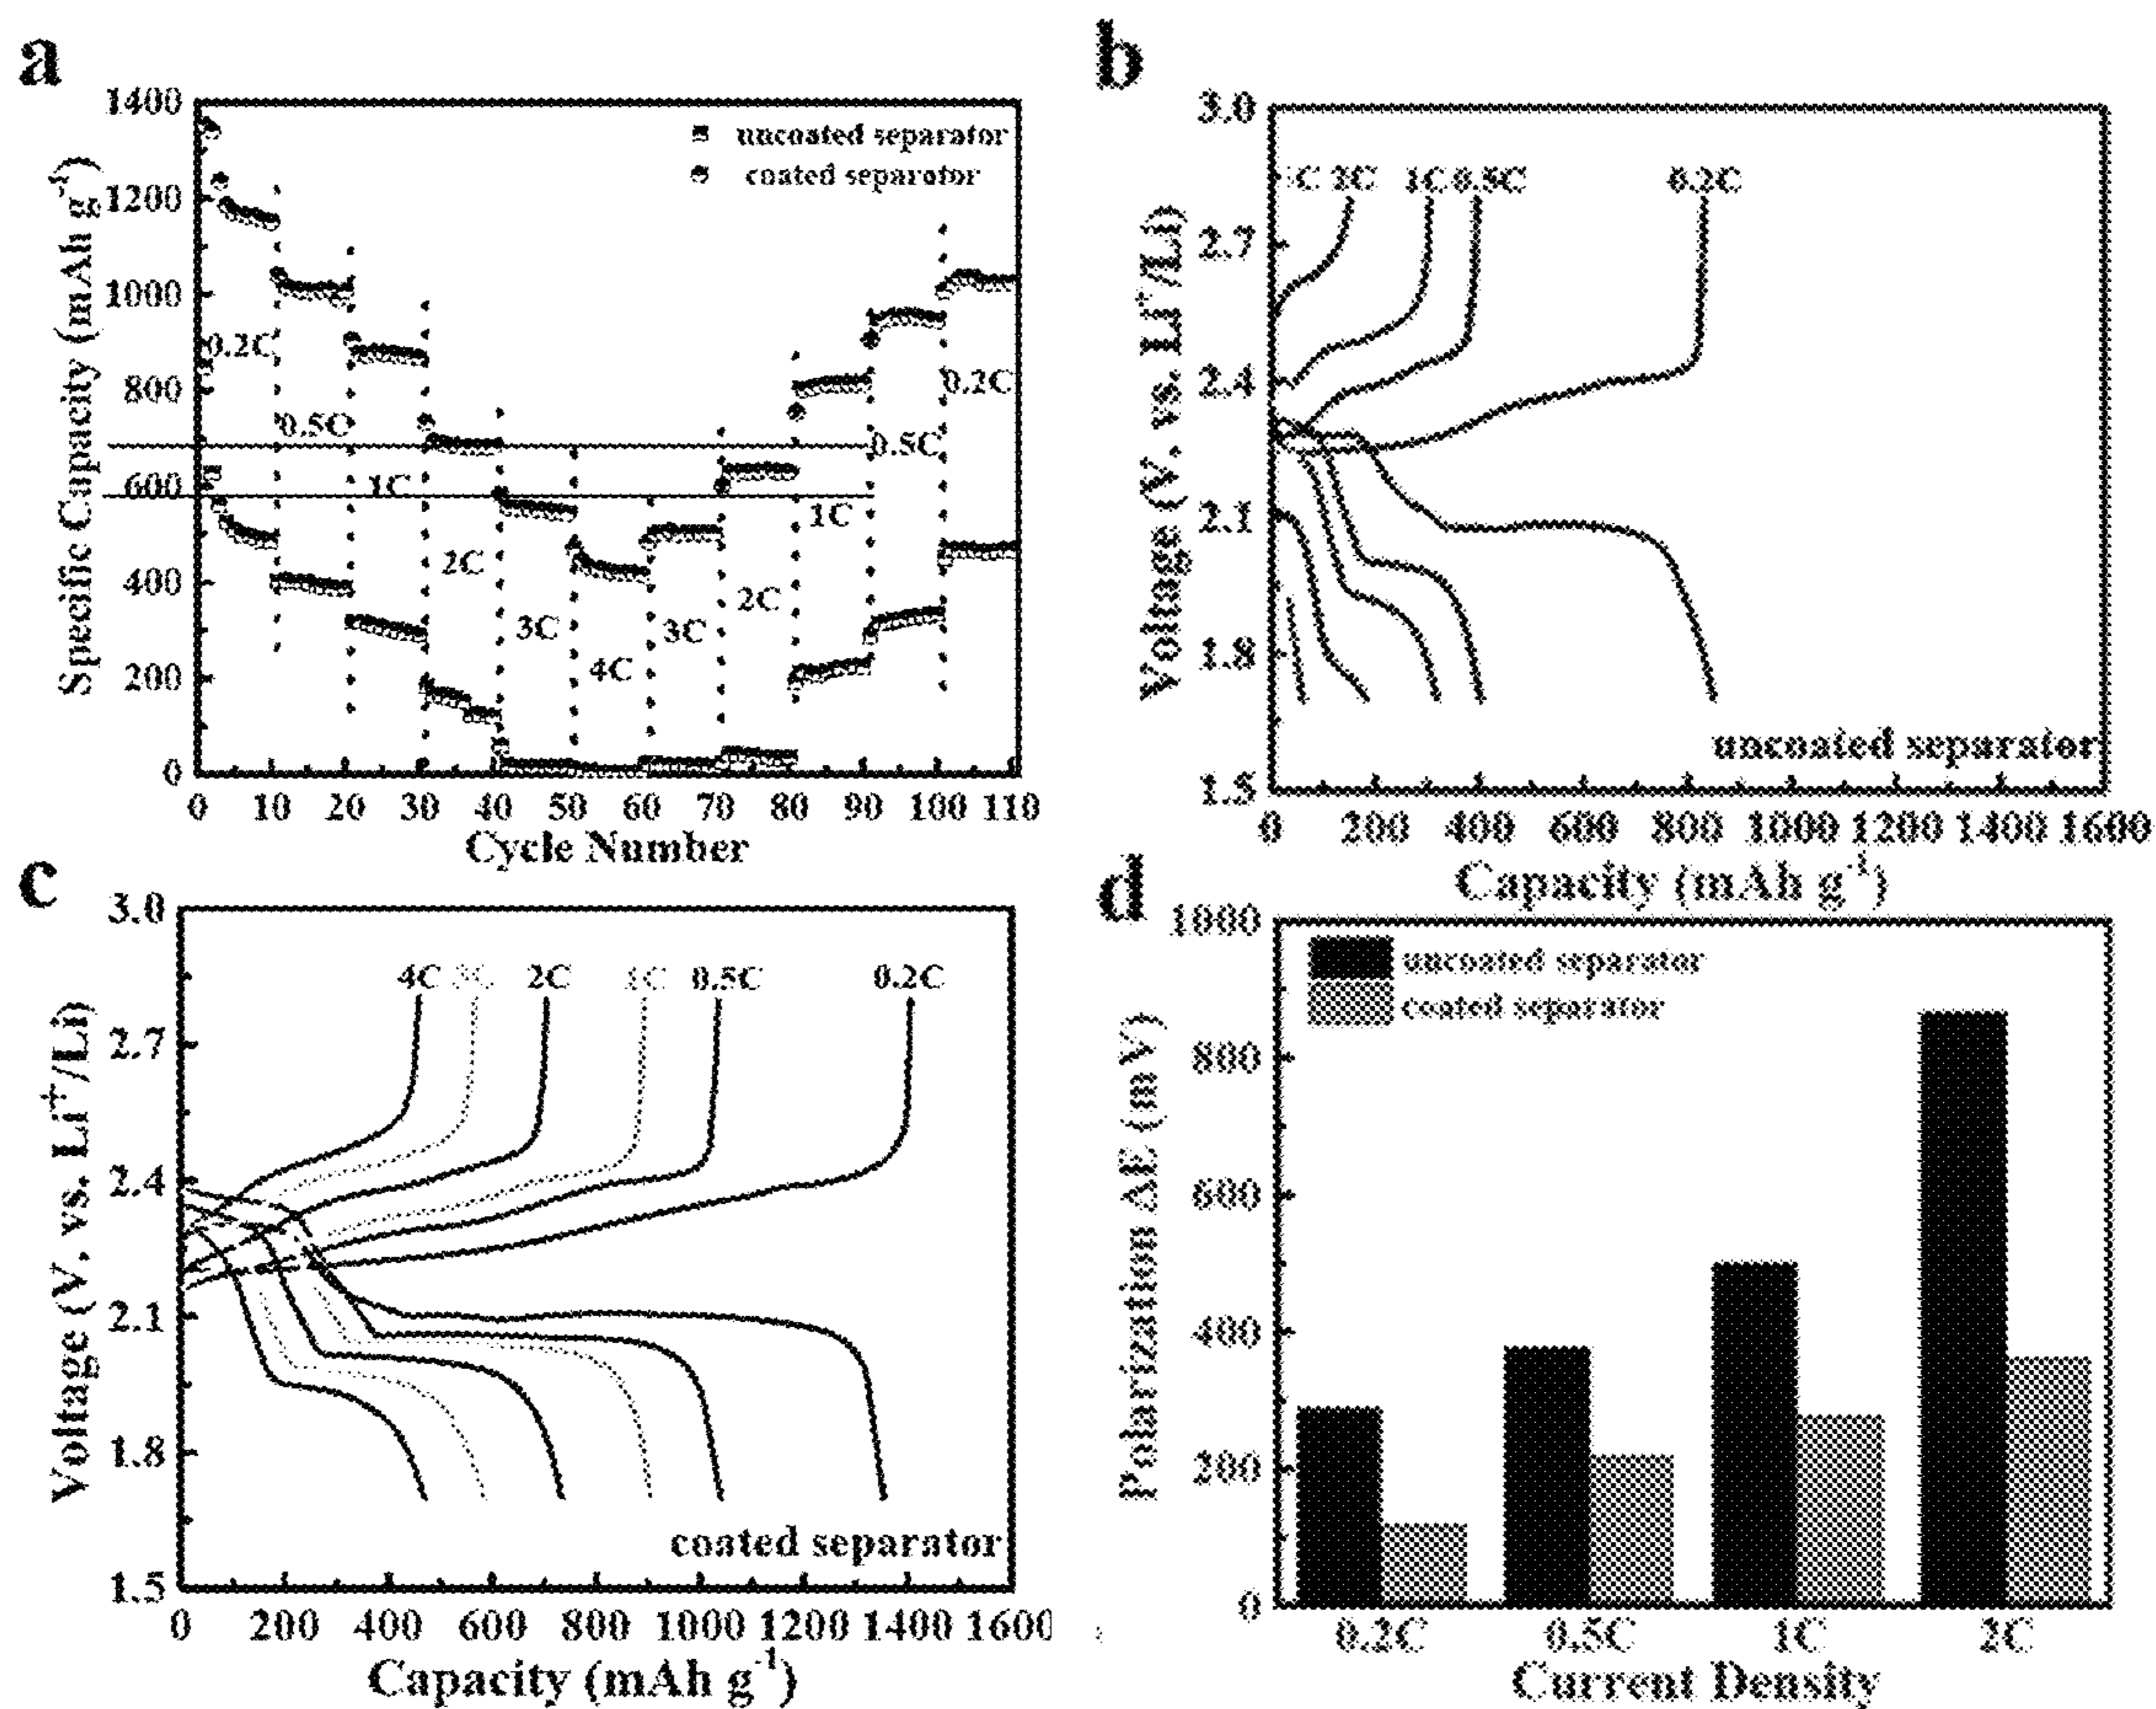 a
1400
1200
1000
800
600
400
200
0
Specific Capacity (mAh g⁻¹)
uncoated separator
coated separator
0.2C
0.5C
1C
2C
3C
4C
3C
2C
1C
0.5C
0.2C
0 10 20 30 40 50 60 70 80 90 100 110
Cycle Number
b
3.0
2.7
2.4
2.1
1.8
1.5
Voltage (V. vs. Li⁺/Li)
2C 1C 0.5C 0.2C
uncoated separator
0 200 400 600 800 1000 1200 1400 1600
Capacity (mAh g⁻¹)
c
3.0
2.7
2.4
2.1
1.8
1.5
Voltage (V. vs. Li⁺/Li)
4C 3C 2C 1C 0.5C 0.2C
coated separator
0 200 400 600 800 1000 1200 1400 1600
Capacity (mAh g⁻¹)
d
1000
800
600
400
200
0
Polarization ΔE (mV)
uncoated separator
coated separator
0.2C 0.5C 1C 2C
Current Density